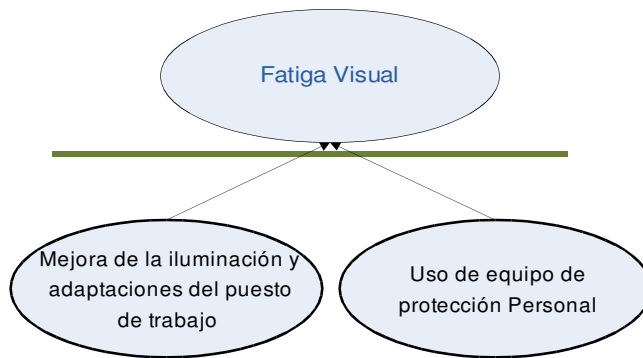 Fatiga Visual
Mejora de la iluminación y
adaptaciones del puesto
de trabajo
Uso de equipo de
protección Personal